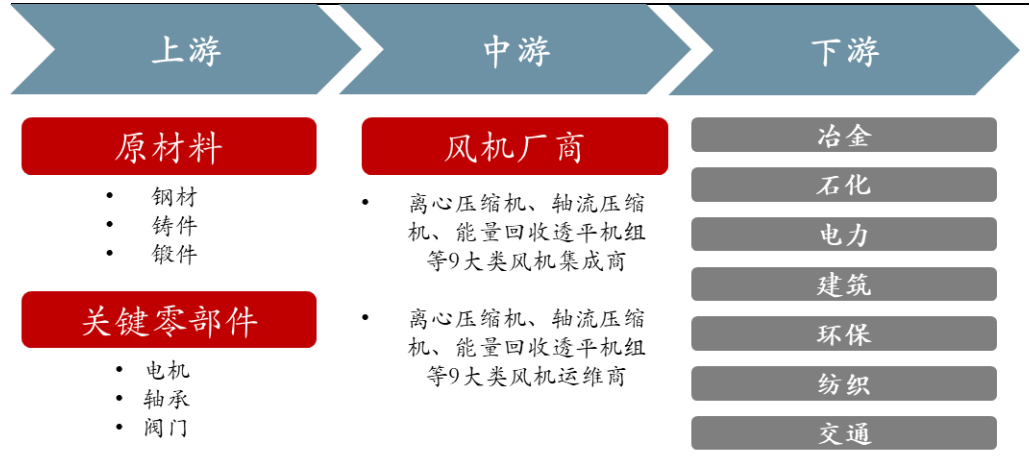 上游
中游
下游
原材料
• 钢材
• 铸件
• 锻件
关键零部件
• 电机
• 轴承
• 阀门
风机厂商
• 离心压缩机、轴流压缩
机、能量回收透平机组
等9大类风机集成商
• 离心压缩机、轴流压缩
机、能量回收透平机组
等9大类风机运维商
冶金
石化
电力
建筑
环保
纺织
交通